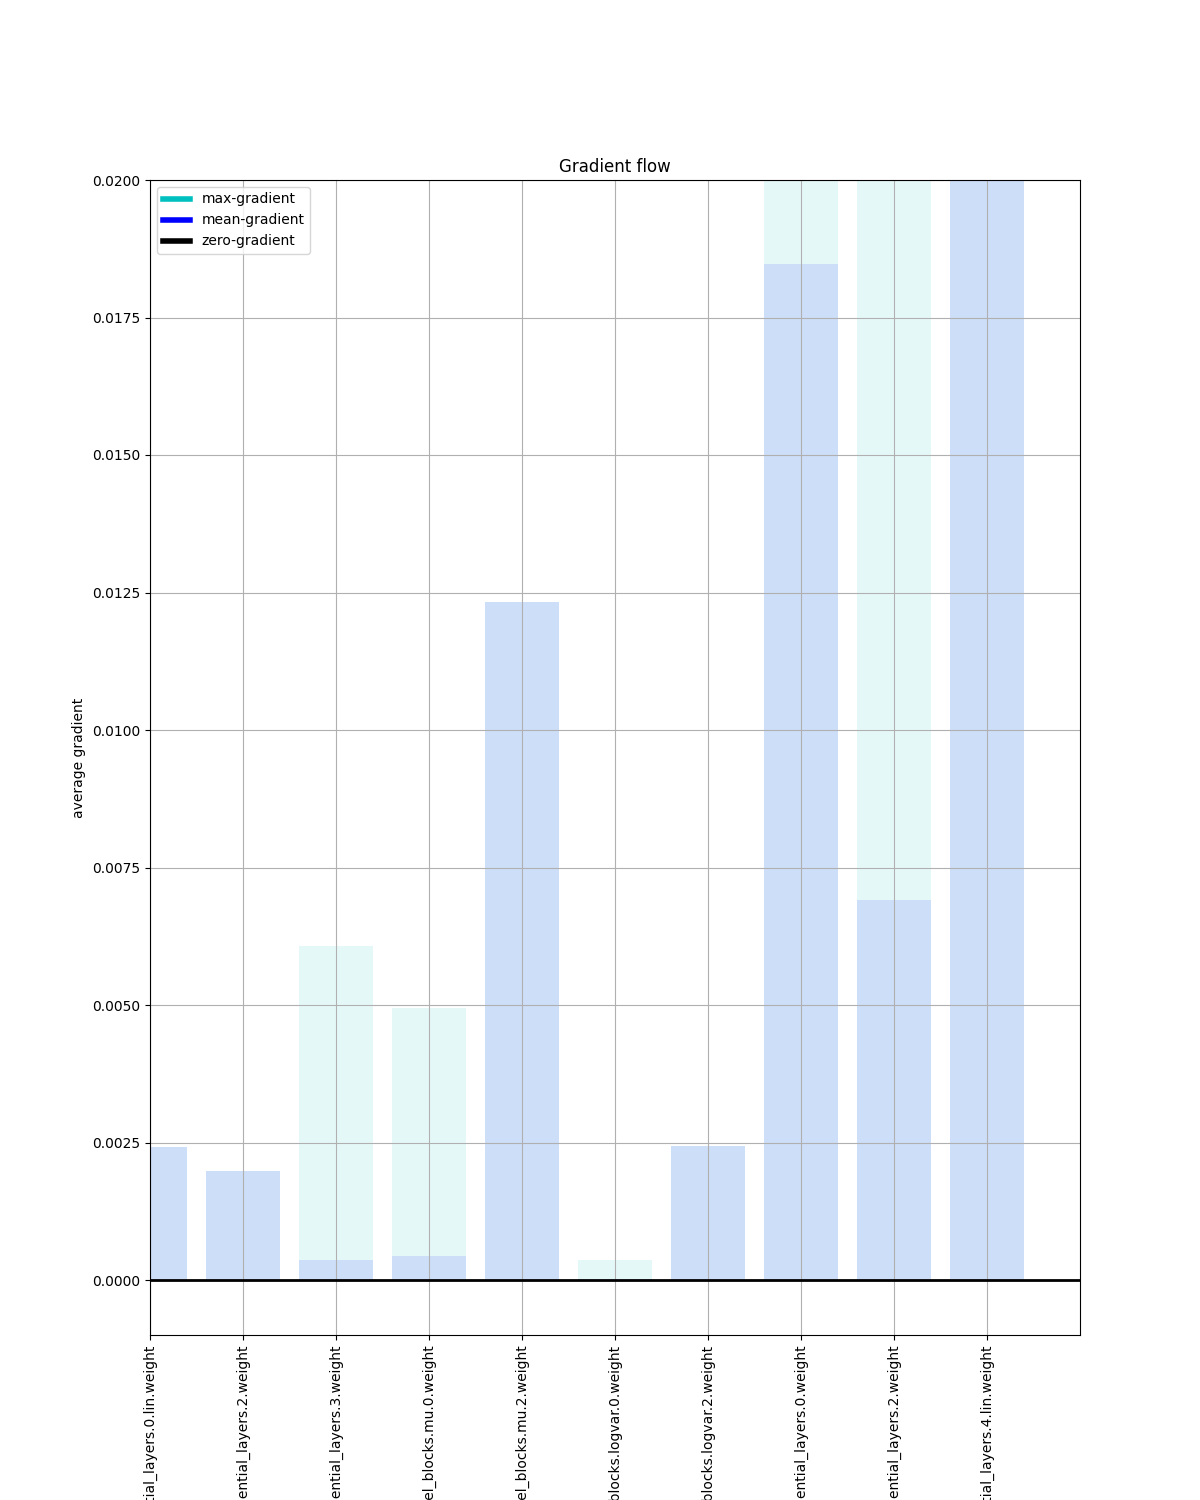 Gradient flow
max-gradient
mean-gradient
zero-gradient
0.0200
0.0175
0.0150
0.0125
0.0100
0.0075
0.0050
0.0025
0.0000
average gradient
tial_layers.0.lin.weight
ential_layers.2.weight
ential_layers.3.weight
el_blocks.mu.0.weight
el_blocks.mu.2.weight
blocks.logvar.0.weight
blocks.logvar.2.weight
ential_layers.0.weight
ential_layers.2.weight
tial_layers.4.lin.weight